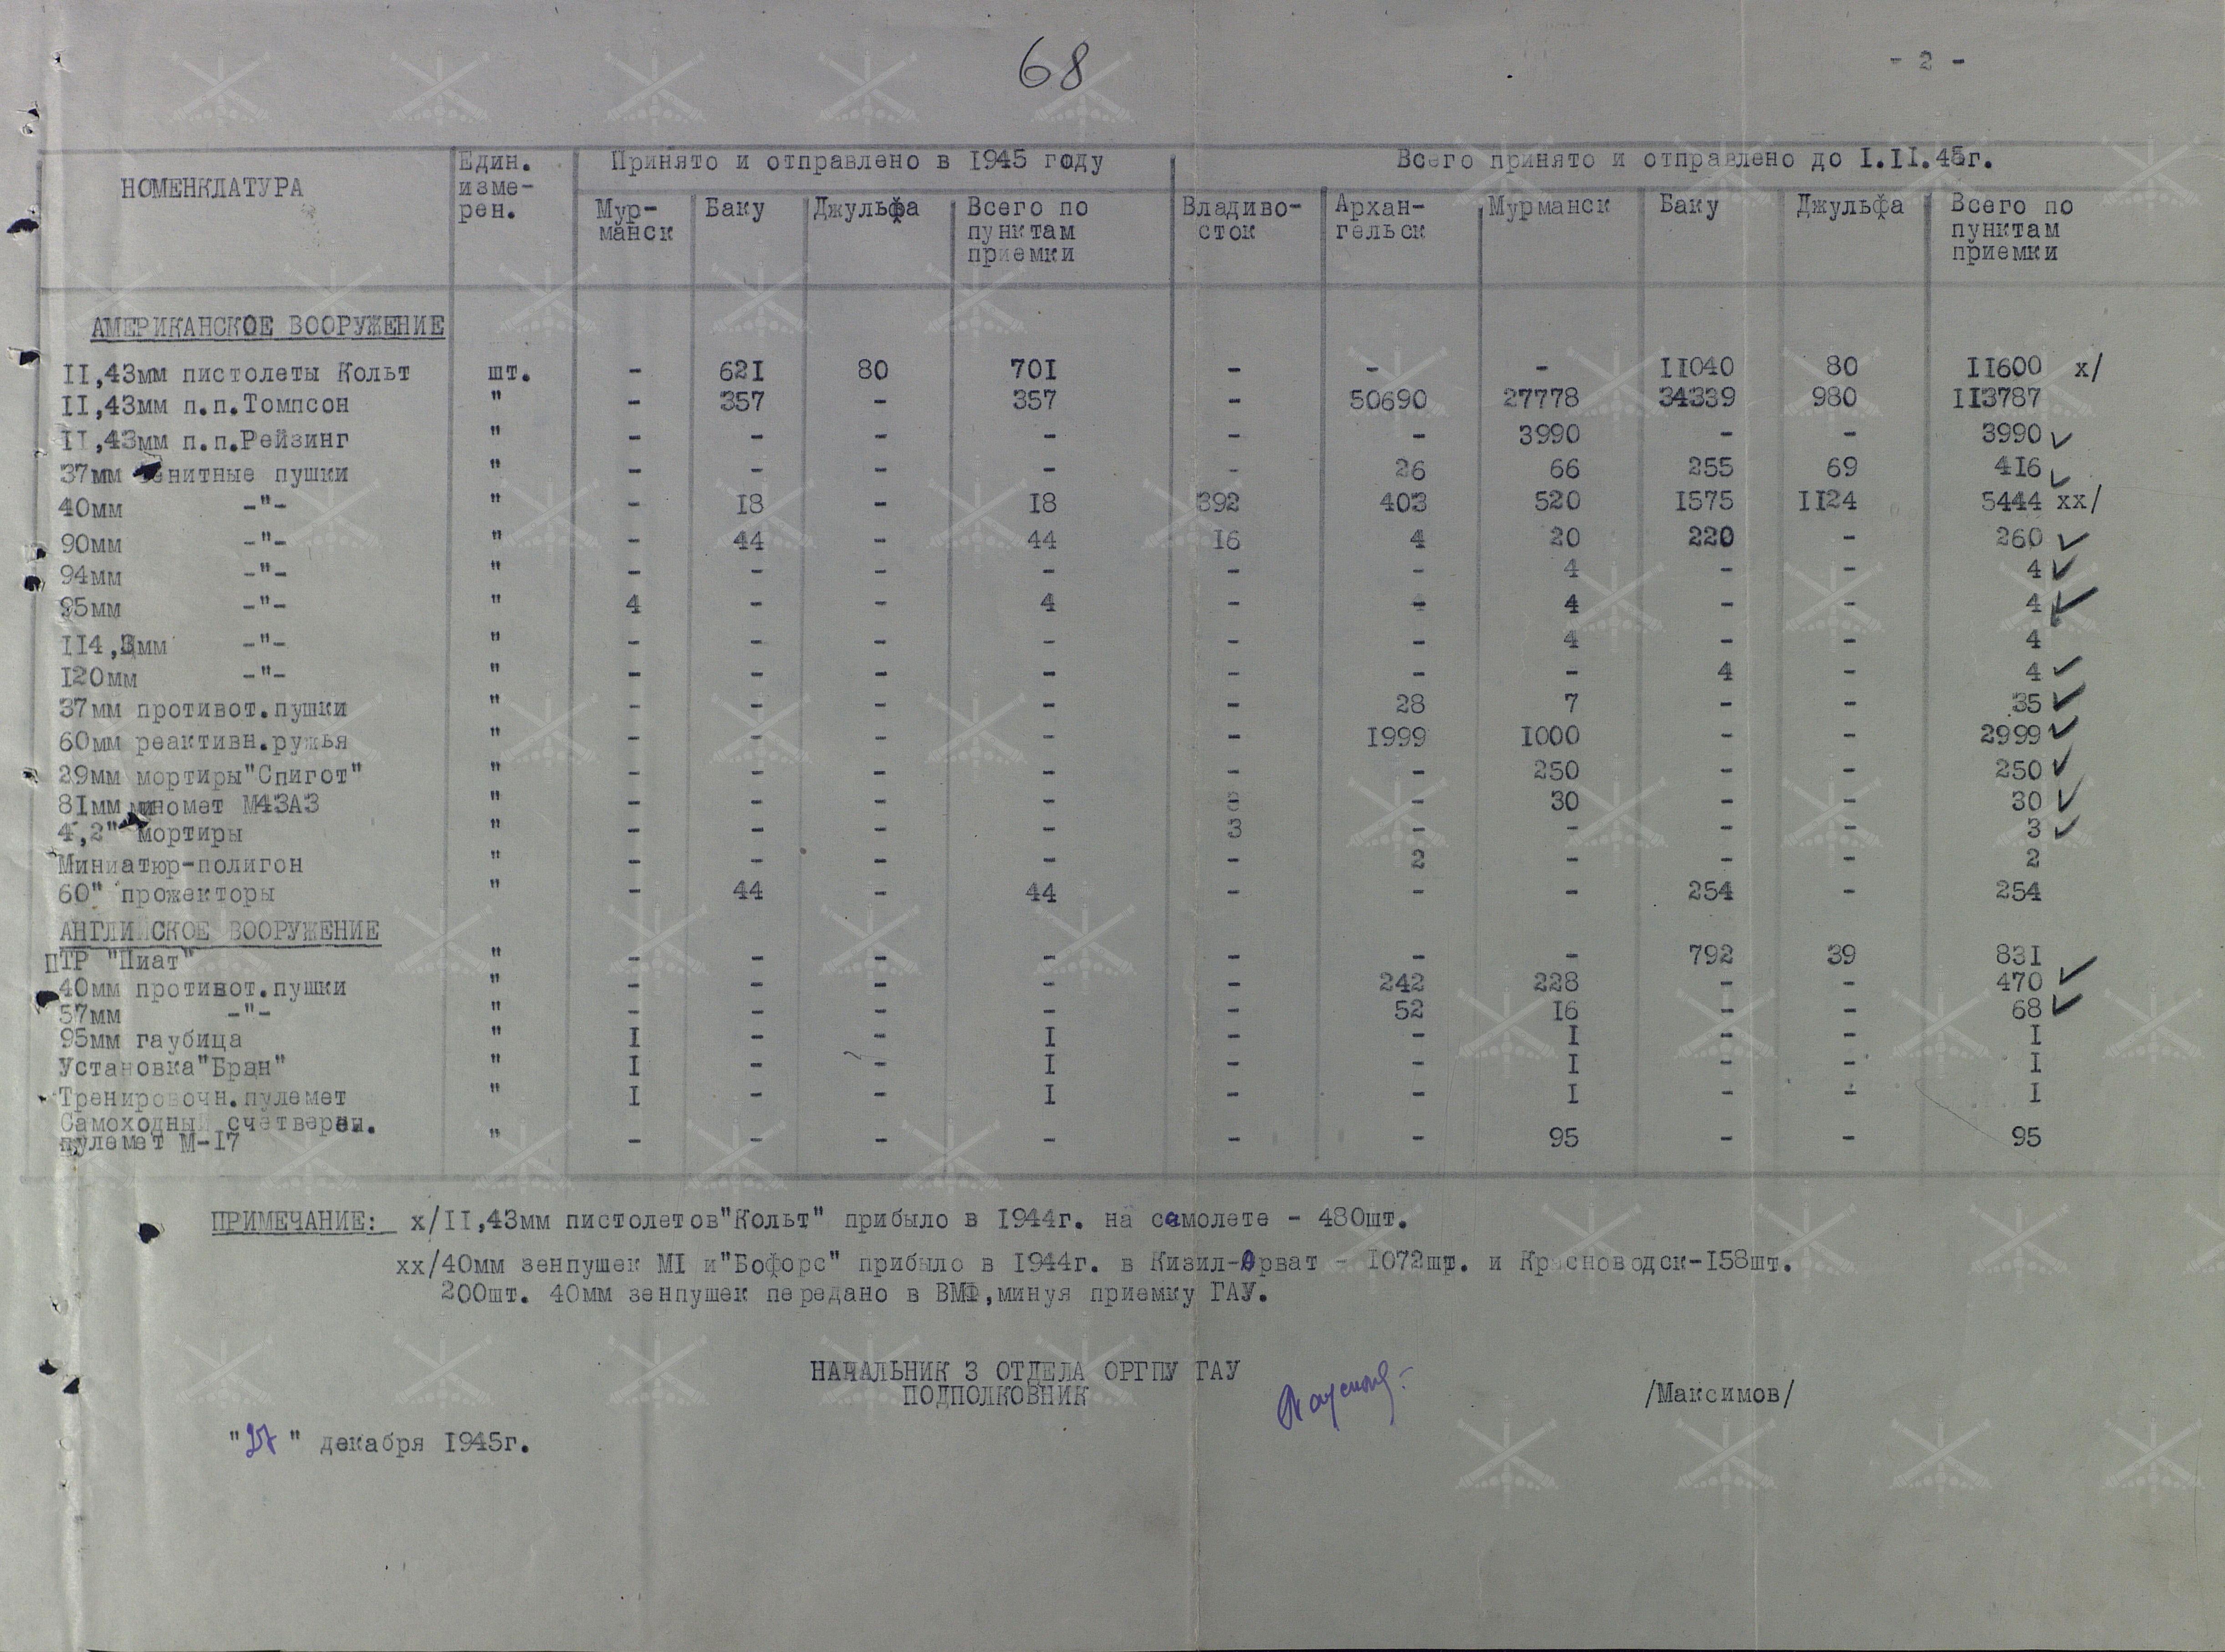 68
- 2 -
НОМЕНКЛАТУРА Един. изме- рен. Принято и отправлено в 1945 году Всего принято и отправлено до I.II.45г.
Мур- манск Баку Джульфа Всего по пунктам приемки Владиво- сток Архан- гельск Мурманск Баку Джульфа Всего по пунктам приемки
АМЕРИКАНСКОЕ ВООРУЖЕНИЕ
II,43мм пистолеты Кольт шт. - 62I 80 70I - - - II040 80 II600 х/
II,43мм п.п.Томпсон " - 357 - 357 - 50690 27778 34339 980 II3787
II,43мм п.п.Рейзинг " - - - - - - 3990 - - 3990
37мм зенитные пушки " - - - - - 26 66 255 69 4I6
40мм -"- " - I8 - I8 392 403 520 I575 II24 5444 хх/
90мм -"- " - 44 - 44 I6 4 20 220 - 260
94мм -"- " - - - - - - 4 - - 4
95мм -"- " 4 - - 4 - - 4 - - 4
II4,3мм -"- " - - - - - - 4 - - 4
I20мм -"- " - - - - - - - 4 - 4
37мм противот.пушки " - - - - - 28 7 - - 35
60мм реактивн.ружья " - - - - - I999 I000 - - 2999
29мм мортиры"Спигот" " - - - - - - 250 - - 250
8Iмм миномет М43А3 " - - - - - 30 - - 30
4,2" мортиры " - - - - 3 - - - - 3
Миниатюр-полигон " - - - - - 2 - - - 2
60" прожекторы " - 44 - 44 - - - 254 - 254
АНГЛИЙСКОЕ ВООРУЖЕНИЕ
ПТР "Пиат" " - - - - - - - 792 39 83I
40мм противот.пушки " - - - - - 242 228 - - 470
57мм -"- " - - - - - 52 I6 - - 68
95мм гаубица " I - - I - - I - - I
Установка"Бран" " I - - I - - I - - I
Тренировочн.пулемет " I - - I - - I - - I
Самоходный счетверен.
пулемет М-I7 " - - - - - - 95 - - 95
ПРИМЕЧАНИЕ: х/II,43мм пистолетов"Кольт" прибыло в I944г. на самолете - 480шт.
хх/40мм зенпушек МI и"Бофорс" прибыло в I944г. в Кизил-Арват - I072шт. и Красноводск-I58шт.
200шт. 40мм зенпушек передано в ВМФ,минуя приемку ГАУ.
НАЧАЛЬНИК 3 ОТДЕЛА ОРГПУ ГАУ
ПОДПОЛКОВНИК /Максимов/
"27" декабря I945г.